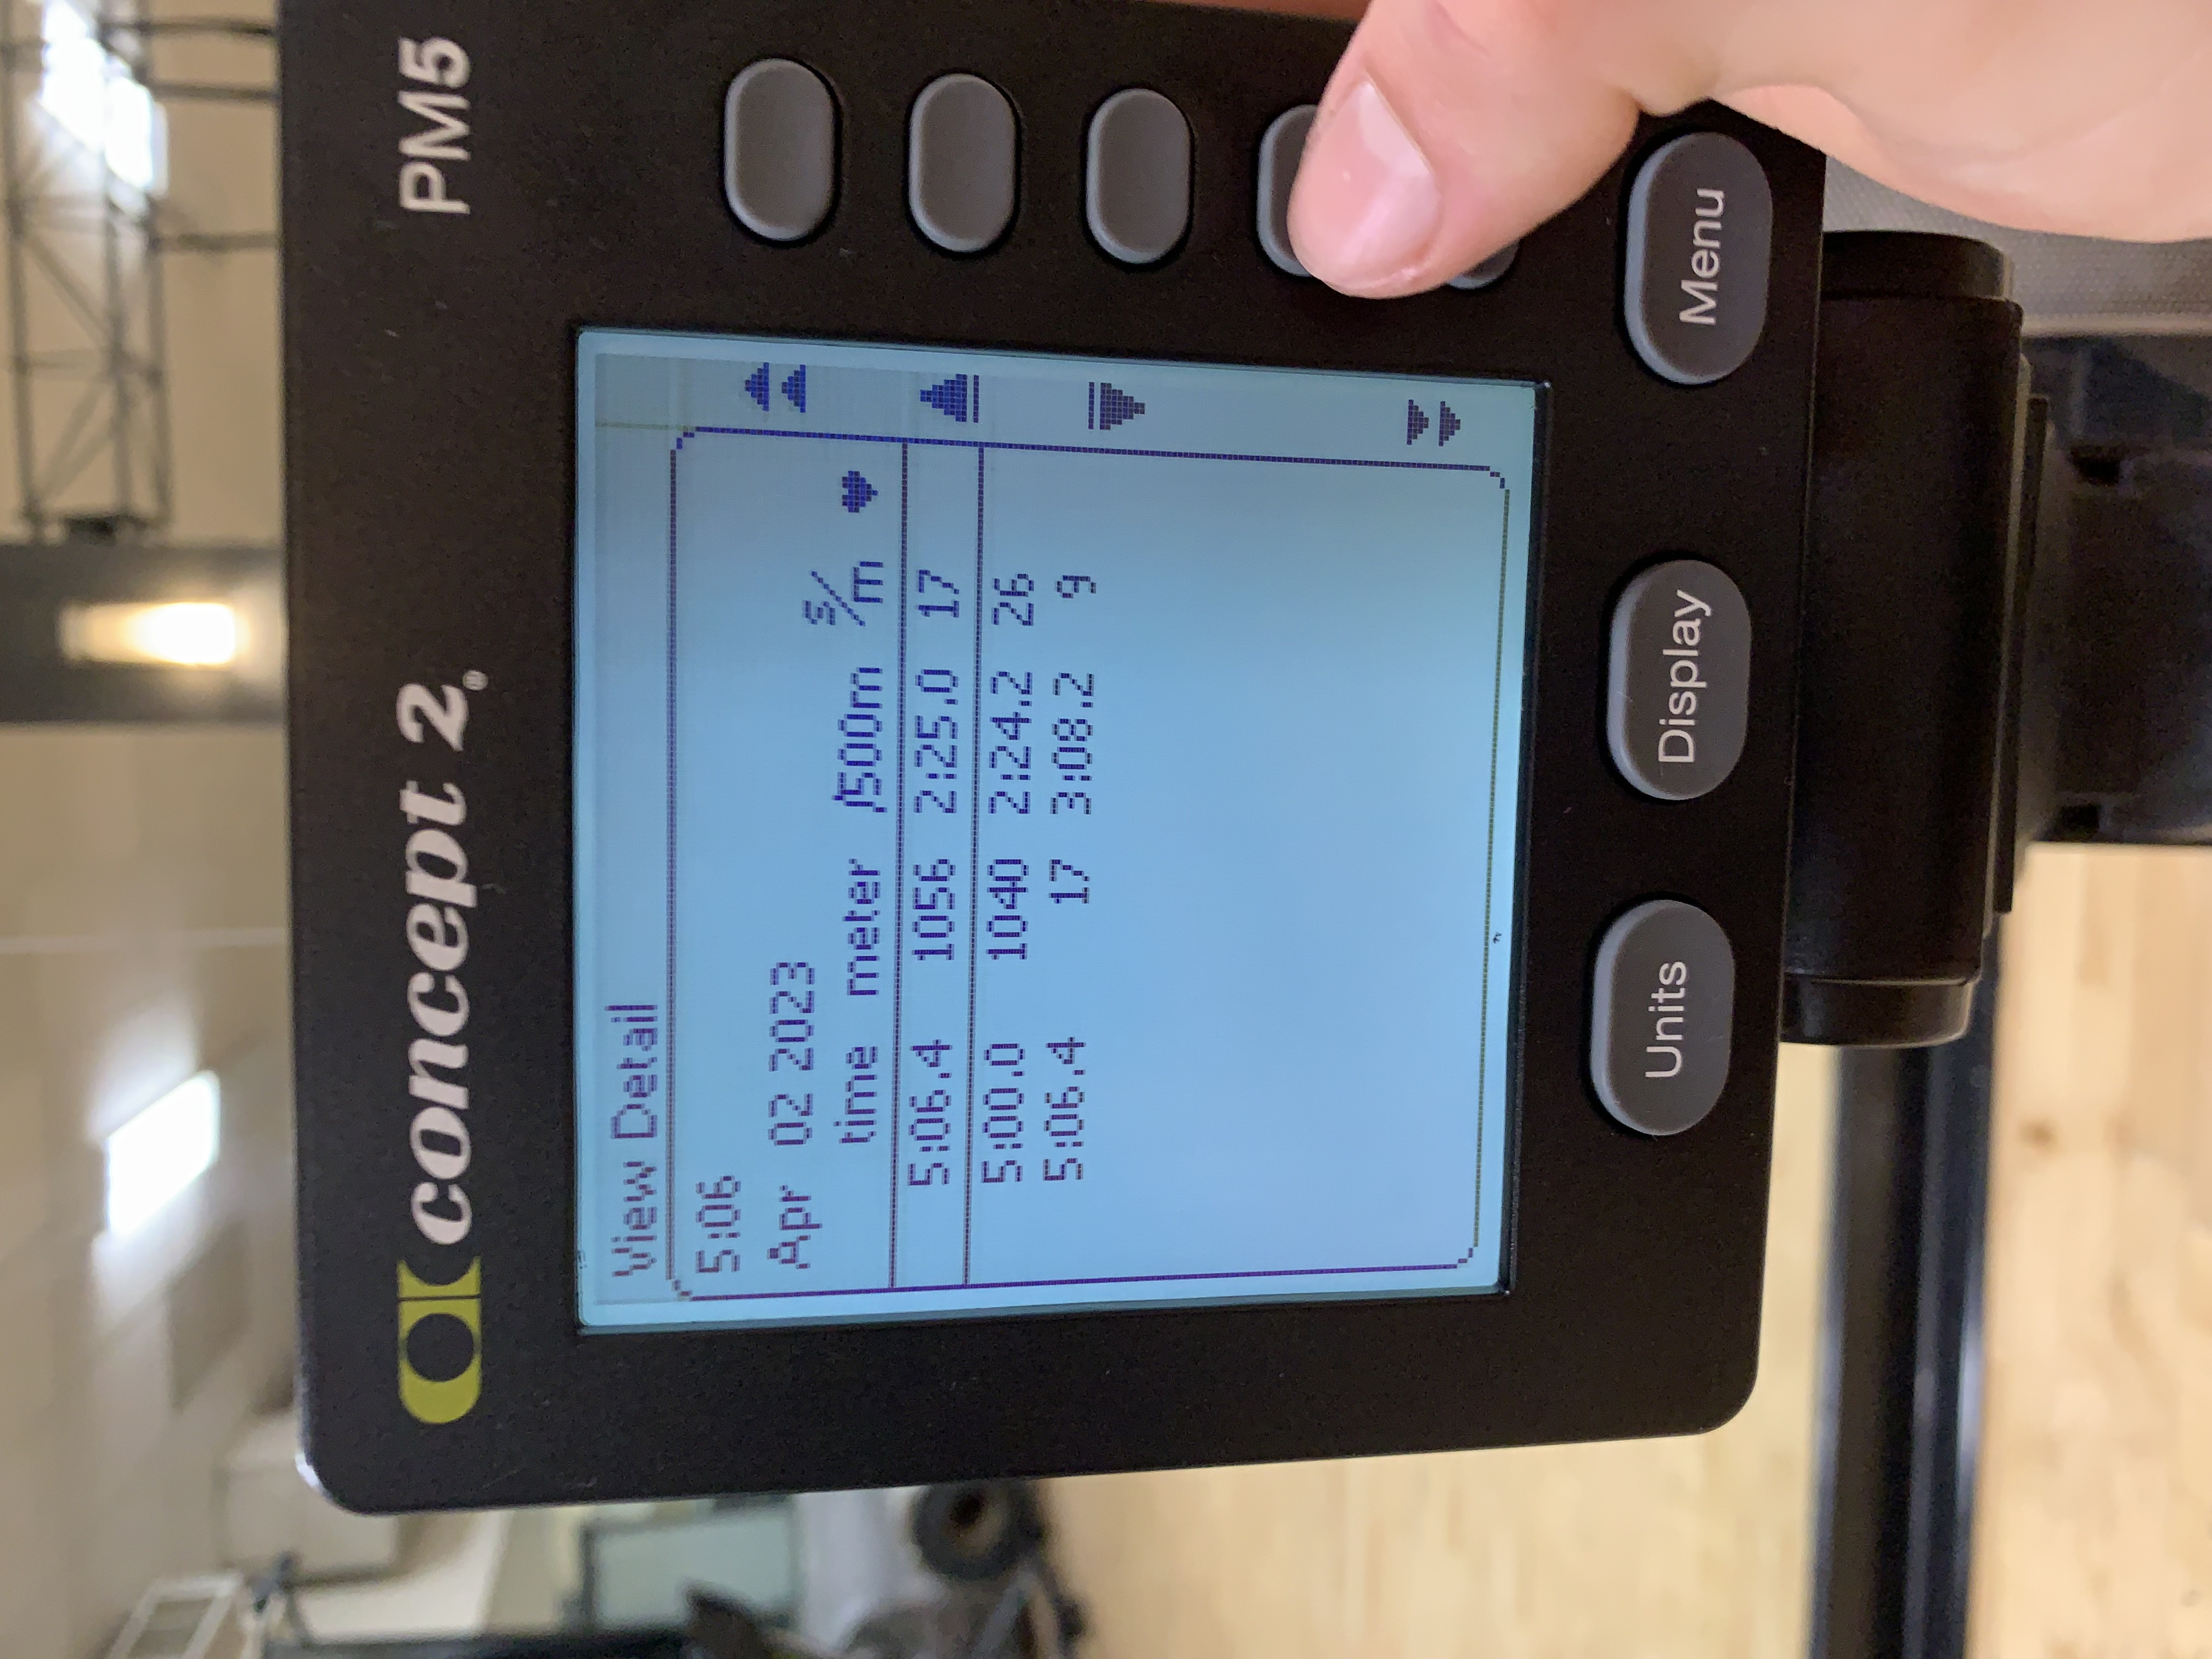 concept 2®
PM5
View Detail
5:06
Apr 02 2023
time meter /500m s/m ♥
5:06.4 1056 2:25.0 17
5:00.0 1040 2:24.2 26
5:06.4 17 3:08.2 9
Units Display Menu